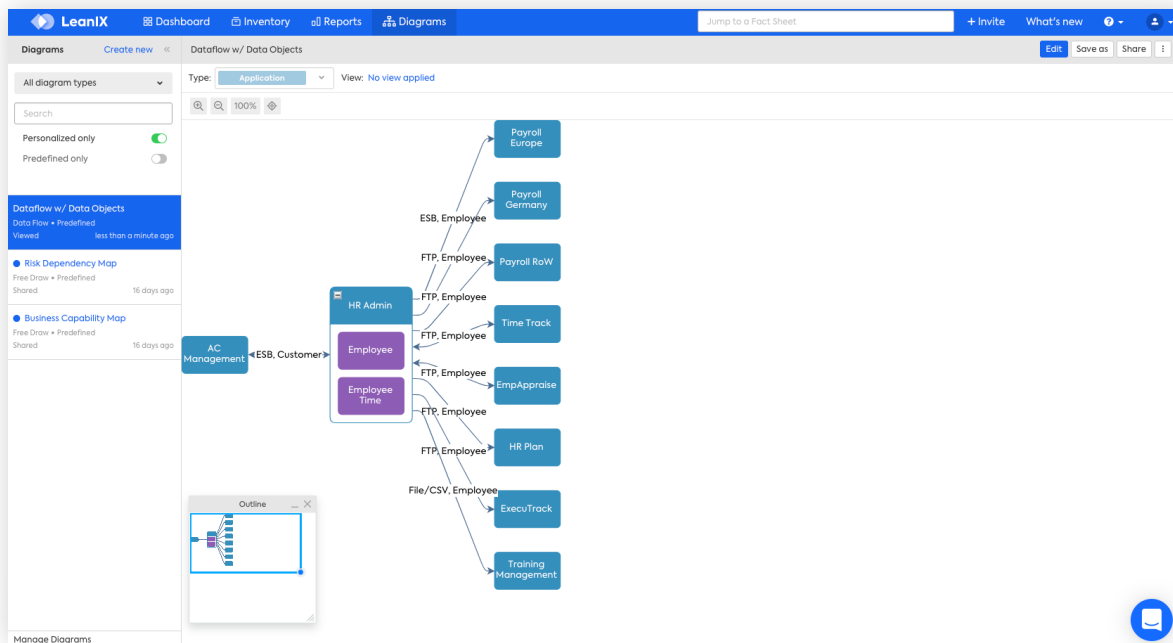 LeanIX
Dashboard
Inventory
Reports
Diagrams
Jump to a Fact Sheet
+ Invite
What's new
Diagrams
Create new
Dataflow w/ Data Objects
Edit
Save as
Share
All diagram types
Search
Personalized only
Predefined only
Dataflow w/ Data Objects
Data Flow • Predefined
Viewed
less than a minute ago
Risk Dependency Map
Free Draw • Predefined
Shared
16 days ago
Business Capability Map
Free Draw • Predefined
Shared
16 days ago
Manage Diagrams
Type:
Application
View:
No view applied
100%
AC
Management
ESB, Customer
HR Admin
Employee
Employee
Time
ESB, Employee
FTP, Employee
FTP, Employee
FTP, Employee
FTP, Employee
FTP, Employee
FTP, Employee
File/CSV, Employee
Payroll
Europe
Payroll
Germany
Payroll RoW
Time Track
EmpAppraise
HR Plan
ExecuTrack
Training
Management
Outline